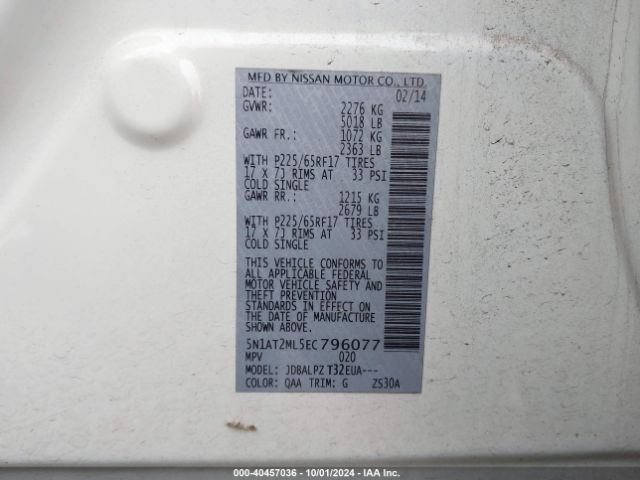 MFD BY NISSAN MOTOR CO., LTD.
DATE: 02/14
GVWR: 2276 KG
5018 LB
GAWR FR.: 1072 KG
2363 LB
WITH P225/65RF17 TIRES
17 X 7J RIMS AT 33 PSI
COLD SINGLE
GAWR RR.: 1215 KG
2679 LB
WITH P225/65RF17 TIRES
17 X 7J RIMS AT 33 PSI
COLD SINGLE
THIS VEHICLE CONFORMS TO
ALL APPLICABLE FEDERAL
MOTOR VEHICLE SAFETY AND
THEFT PREVENTION
STANDARDS IN EFFECT ON
THE DATE OF MANUFACTURE
SHOWN ABOVE.
5N1AT2ML5EC796077
MPV 020
MODEL: JDBALPZ T32EUA---
COLOR: QAA TRIM: G ZS30A
000-40457036 - 10/01/2024 - IAA Inc.